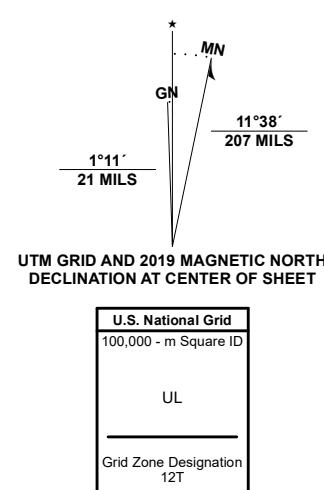 MN
GN
11°38´
207 MILS
1°11´
21 MILS
UTM GRID AND 2019 MAGNETIC NORTH
DECLINATION AT CENTER OF SHEET
U.S. National Grid
100,000 - m Square ID
UL
Grid Zone Designation
12T